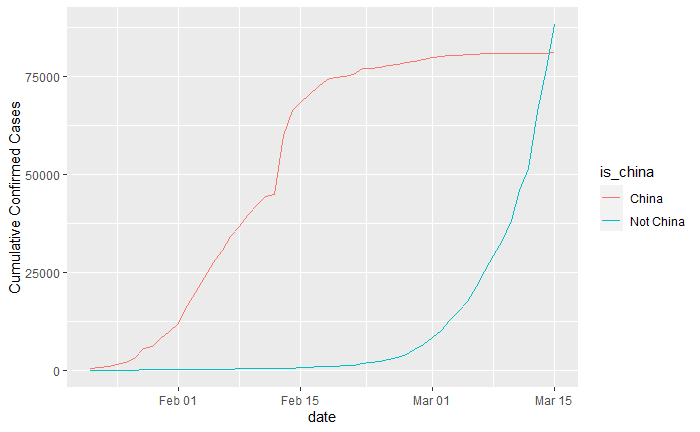 Cumulative Confirmed Cases
75000
50000
25000
0
Feb 01
Feb 15
Mar 01
Mar 15
date
is_china
China
Not China